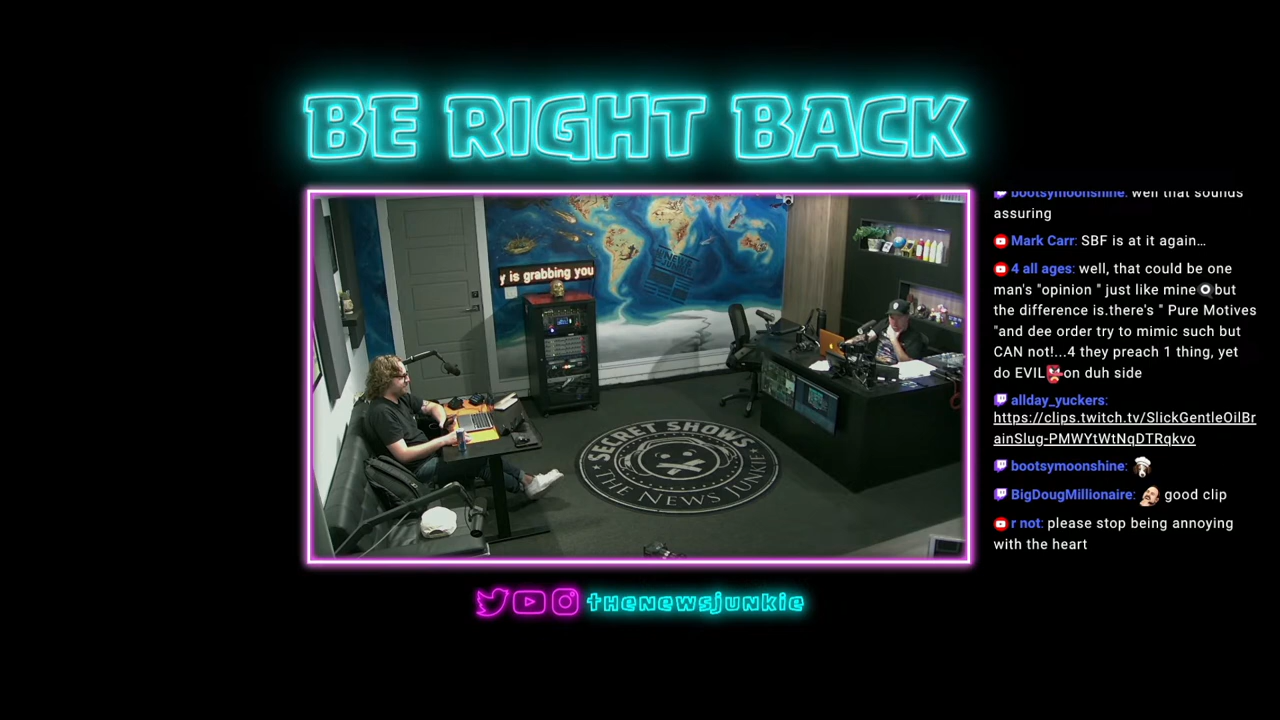 BE RIGHT BACK
y is grabbing you
THE NEWS
JUNKIE
SECRET SHOWS
THE NEWS JUNKIE
bootsymoonshine: well that sounds
assuring
Mark Carr: SBF is at it again…
4 all ages: well, that could be one
man's "opinion " just like mine but
the difference is.there's " Pure Motives
"and dee order try to mimic such but
CAN not!...4 they preach 1 thing, yet
do EVIL on duh side
allday_yuckers:
https://clips.twitch.tv/SlickGentleOilBr
ainSlug-PMWYtWtNqDTRqkvo
bootsymoonshine:
BigDougMillionaire: good clip
r not: please stop being annoying
with the heart
thenewsjunkie